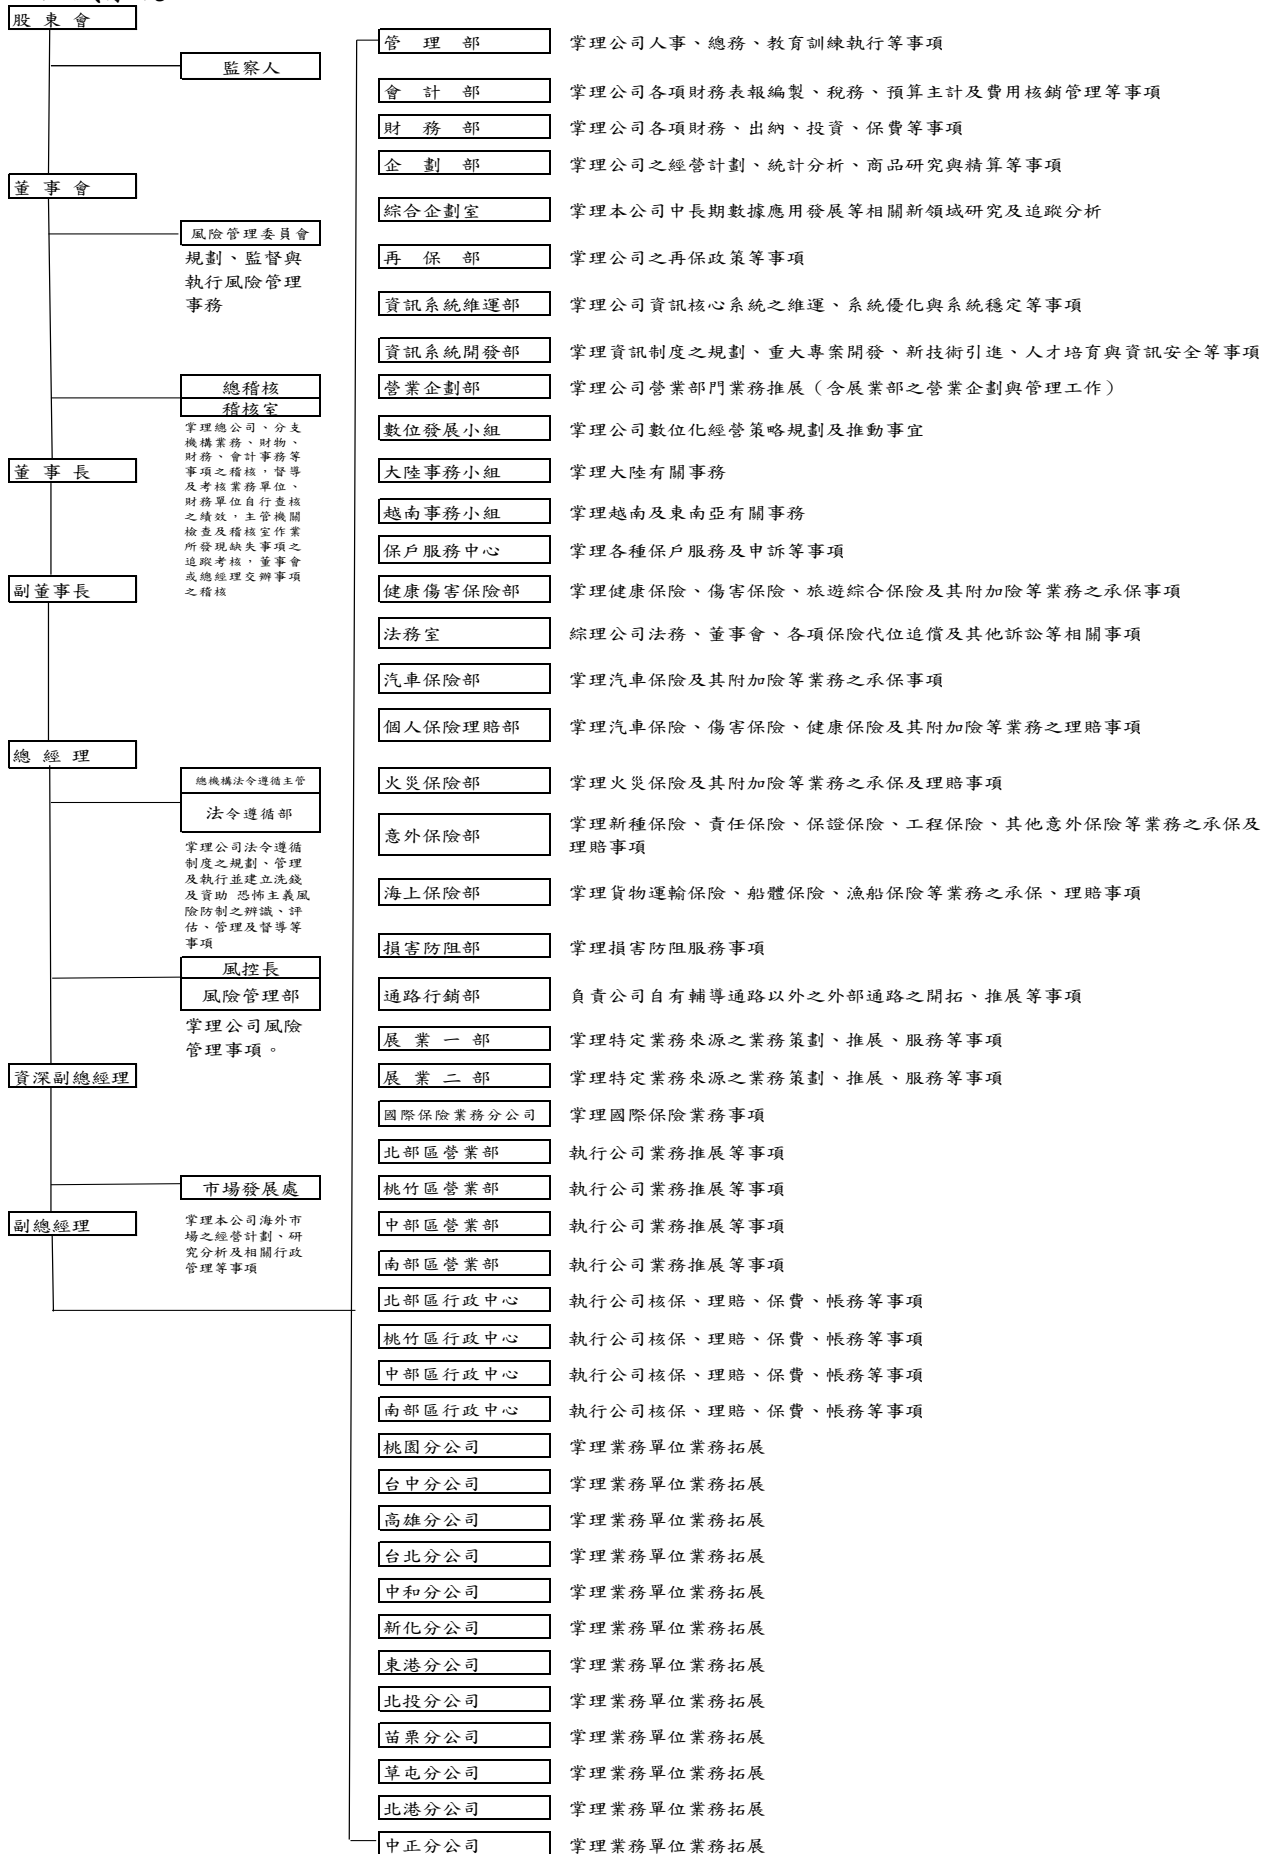 股東會
監察人
董事會
風險管理委員會
規劃、監督與
執行風險管理
事務
總稽核
稽核室
掌理總公司、分支
機構業務、財物、
財務、會計事務等
事項之稽核，督導
及考核業務單位、
財務單位自行查核
之績效，主管機關
檢查及稽核室作業
所發現缺失事項之
追蹤考核，董事會
或總經理交辦事項
之稽核
董事長
副董事長
總經理
總機構法令遵循主管
法令遵循部
掌理公司法令遵循
制度之規劃、管理
及執行並建立洗錢
及資助 恐怖主義風
險防制之辨識、評
估、管理及督導等
事項
風控長
風險管理部
掌理公司風險
管理事項。
資深副總經理
市場發展處
掌理本公司海外市
場之經營計劃、研
究分析及相關行政
管理等事項
副總經理
管理部 掌理公司人事、總務、教育訓練執行等事項
會計部 掌理公司各項財務表報編製、稅務、預算主計及費用核銷管理等事項
財務部 掌理公司各項財務、出納、投資、保費等事項
企劃部 掌理公司之經營計劃、統計分析、商品研究與精算等事項
綜合企劃室 掌理本公司中長期數據應用發展等相關新領域研究及追蹤分析
再保部 掌理公司之再保政策等事項
資訊系統維運部 掌理公司資訊核心系統之維運、系統優化與系統穩定等事項
資訊系統開發部 掌理資訊制度之規劃、重大專案開發、新技術引進、人才培育與資訊安全等事項
營業企劃部 掌理公司營業部門業務推展（含展業部之營業企劃與管理工作）
數位發展小組 掌理公司數位化經營策略規劃及推動事宜
大陸事務小組 掌理大陸有關事務
越南事務小組 掌理越南及東南亞有關事務
保戶服務中心 掌理各種保戶服務及申訴等事項
健康傷害保險部 掌理健康保險、傷害保險、旅遊綜合保險及其附加險等業務之承保事項
法務室 綜理公司法務、董事會、各項保險代位追償及其他訴訟等相關事項
汽車保險部 掌理汽車保險及其附加險等業務之承保事項
個人保險理賠部 掌理汽車保險、傷害保險、健康保險及其附加險等業務之理賠事項
火災保險部 掌理火災保險及其附加險等業務之承保及理賠事項
意外保險部 掌理新種保險、責任保險、保證保險、工程保險、其他意外保險等業務之承保及
理賠事項
海上保險部 掌理貨物運輸保險、船體保險、漁船保險等業務之承保、理賠事項
損害防阻部 掌理損害防阻服務事項
通路行銷部 負責公司自有輔導通路以外之外部通路之開拓、推展等事項
展業一部 掌理特定業務來源之業務策劃、推展、服務等事項
展業二部 掌理特定業務來源之業務策劃、推展、服務等事項
國際保險業務分公司 掌理國際保險業務事項
北部區營業部 執行公司業務推展等事項
桃竹區營業部 執行公司業務推展等事項
中部區營業部 執行公司業務推展等事項
南部區營業部 執行公司業務推展等事項
北部區行政中心 執行公司核保、理賠、保費、帳務等事項
桃竹區行政中心 執行公司核保、理賠、保費、帳務等事項
中部區行政中心 執行公司核保、理賠、保費、帳務等事項
南部區行政中心 執行公司核保、理賠、保費、帳務等事項
桃園分公司 掌理業務單位業務拓展
台中分公司 掌理業務單位業務拓展
高雄分公司 掌理業務單位業務拓展
台北分公司 掌理業務單位業務拓展
中和分公司 掌理業務單位業務拓展
新化分公司 掌理業務單位業務拓展
東港分公司 掌理業務單位業務拓展
北投分公司 掌理業務單位業務拓展
苗栗分公司 掌理業務單位業務拓展
草屯分公司 掌理業務單位業務拓展
北港分公司 掌理業務單位業務拓展
中正分公司 掌理業務單位業務拓展